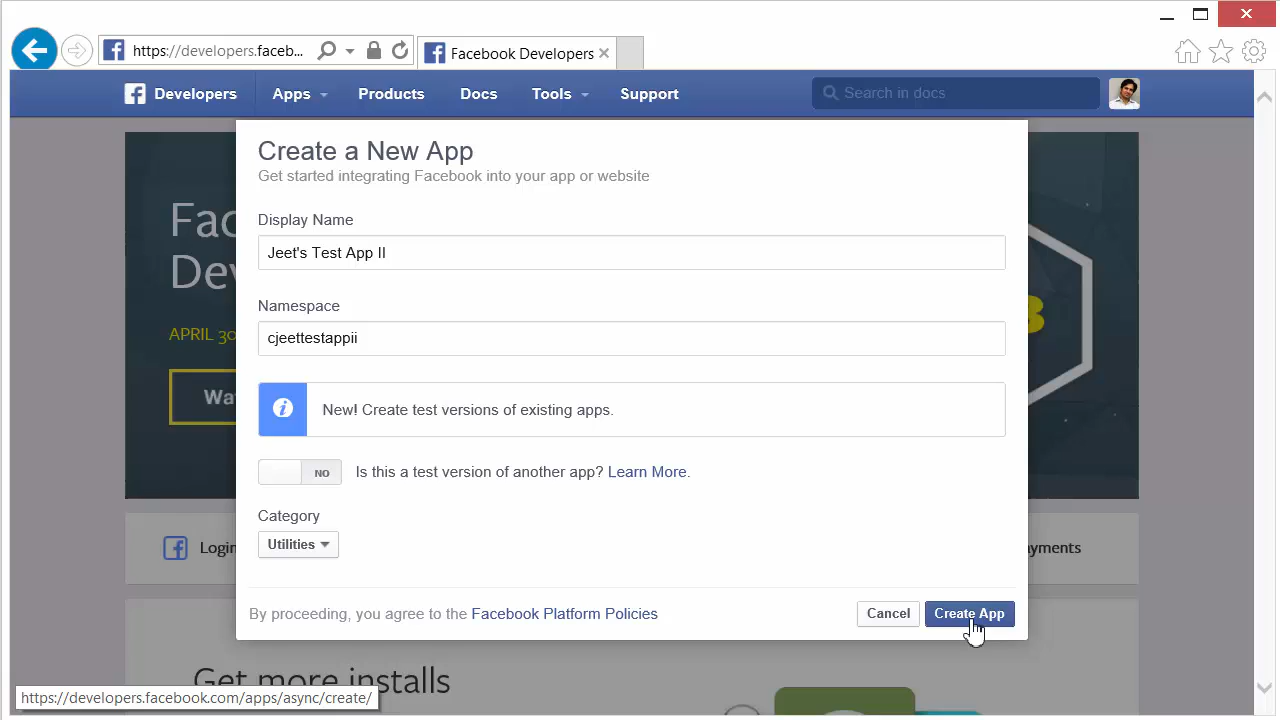 https://developers.faceb...
Facebook Developers
Developers
Apps
Products
Docs
Tools
Support
Search in docs
Create a New App
Get started integrating Facebook into your app or website
Display Name
Jeet's Test App II
Namespace
cjeettestappii
New! Create test versions of existing apps.
NO
Is this a test version of another app? Learn More.
Category
Utilities
By proceeding, you agree to the Facebook Platform Policies
Cancel
Create App
APRIL 30
Get more installs
https://developers.facebook.com/apps/async/create/